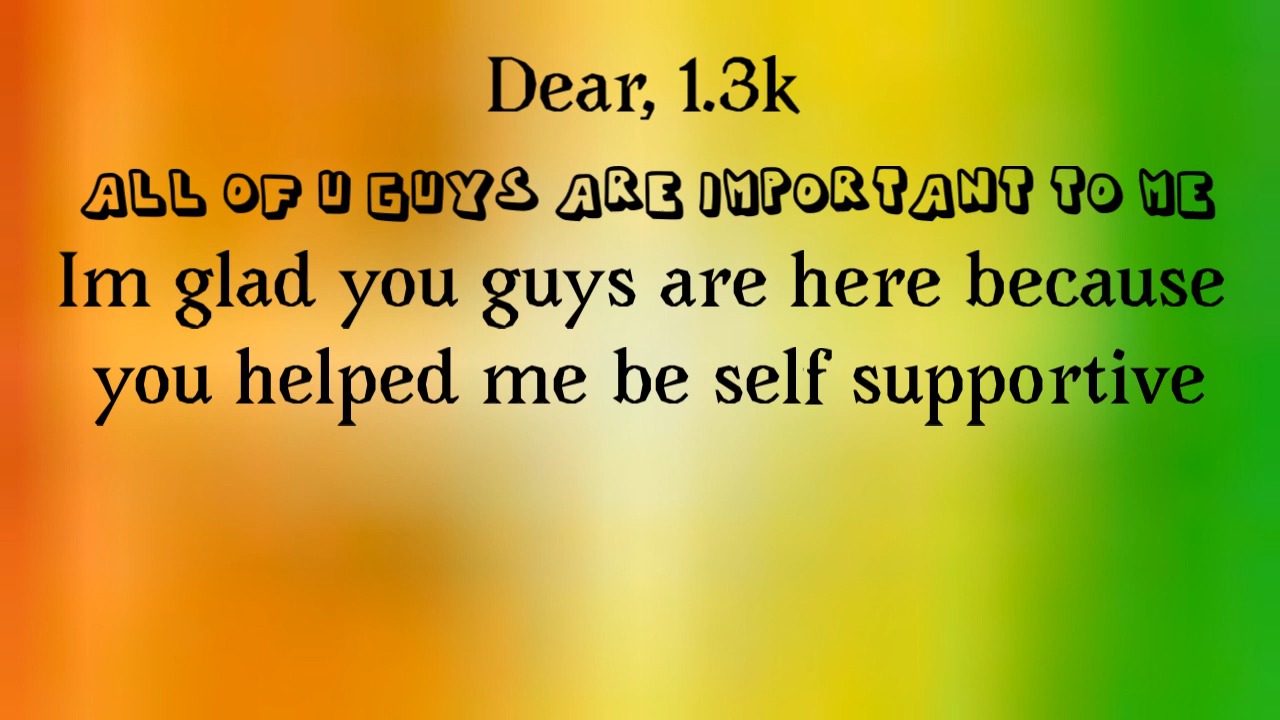 Dear, 1.3k
ALL OF U GUYS ARE IMPORTANT TO ME
Im glad you guys are here because
you helped me be self supportive